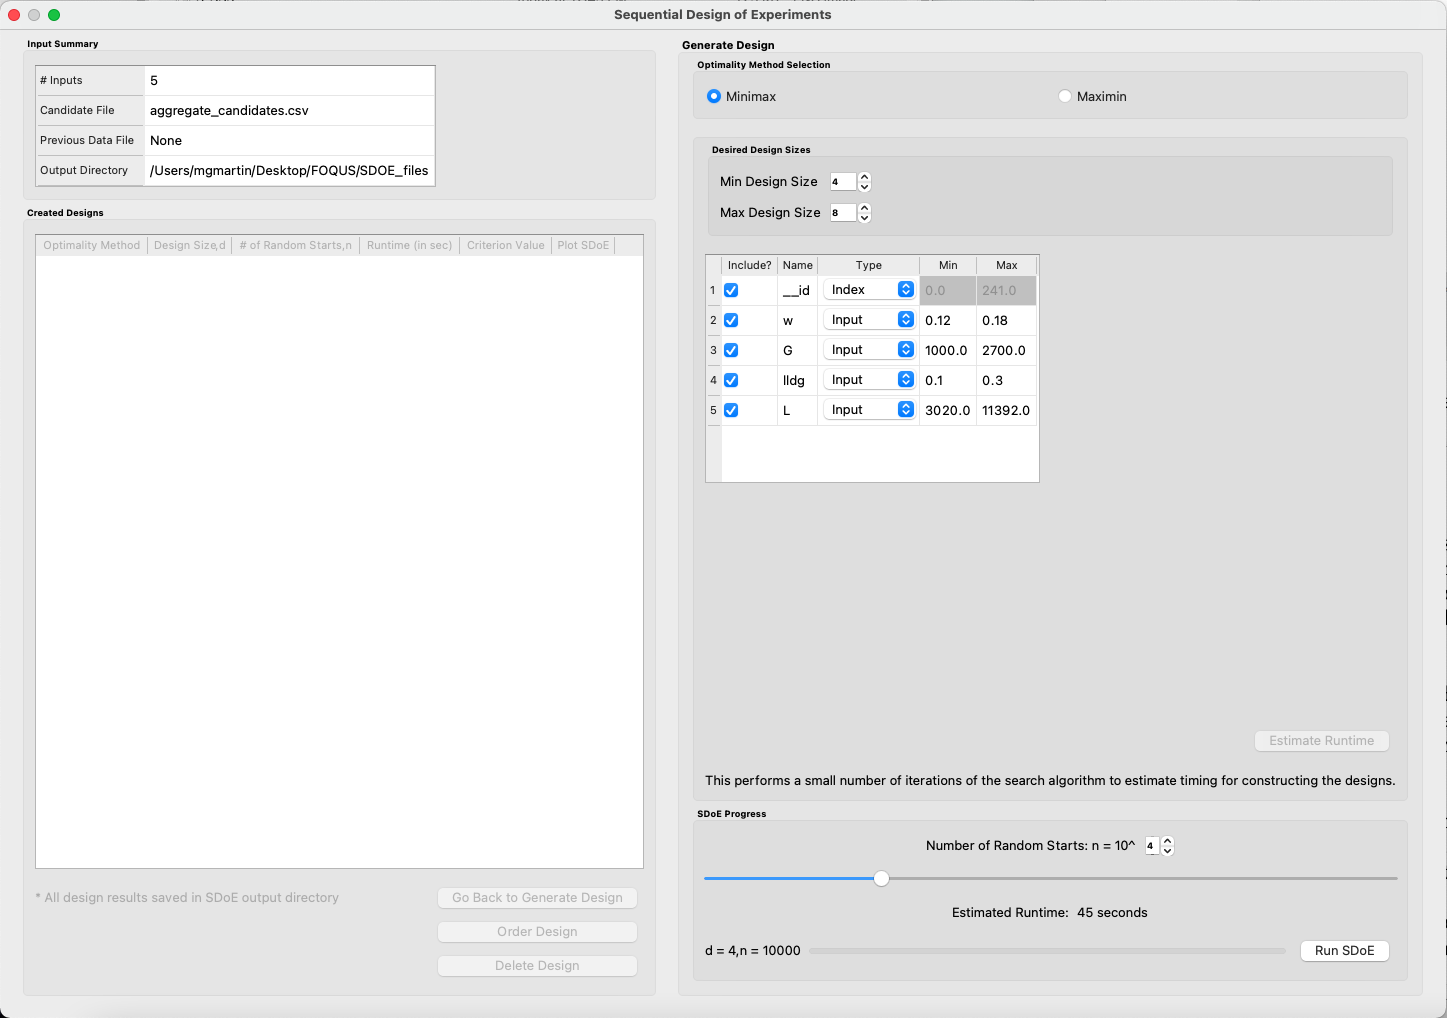 Sequential Design of Experiments
Input Summary
# Inputs 5
Candidate File aggregate_candidates.csv
Previous Data File None
Output Directory /Users/mgmartin/Desktop/FOQUS/SDOE_files
Created Designs
Optimality Method Design Size,d # of Random Starts,n Runtime (in sec) Criterion Value Plot SDoE
* All design results saved in SDoE output directory
Go Back to Generate Design
Order Design
Delete Design
Generate Design
Optimality Method Selection
Minimax Maximin
Desired Design Sizes
Min Design Size 4
Max Design Size 8
Include? Name Type Min Max
1 __id Index 0.0 241.0
2 w Input 0.12 0.18
3 G Input 1000.0 2700.0
4 lldg Input 0.1 0.3
5 L Input 3020.0 11392.0
Estimate Runtime
This performs a small number of iterations of the search algorithm to estimate timing for constructing the designs.
SDoE Progress
Number of Random Starts: n = 10^ 4
Estimated Runtime: 45 seconds
d = 4,n = 10000
Run SDoE